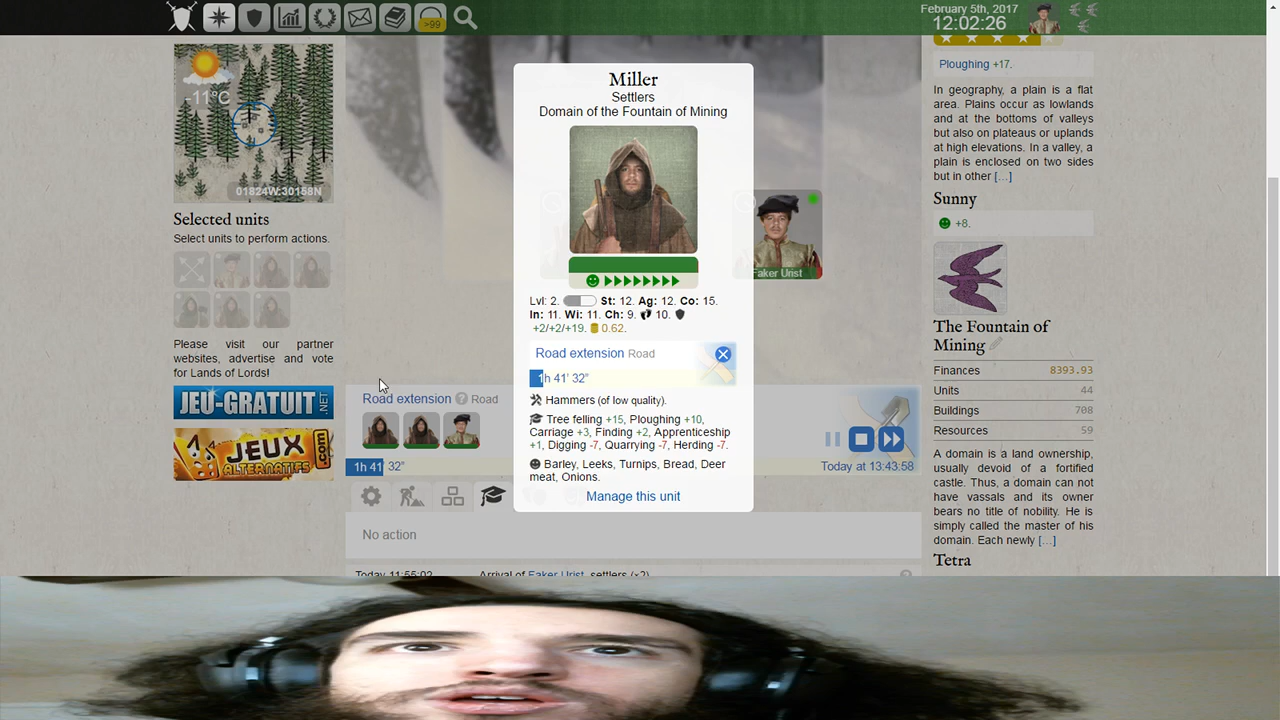 >99
February 5th, 2017
12:02:26
-11°C
01824W:30158N
Selected units
Select units to perform actions.
Please visit our partner
websites, advertise and vote
for Lands of Lords!
JEU-GRATUIT.NET
JEUX
ALTERNATIFS.com
Road extension Road
1h 41' 32"
Today at 13:43:58
No action
Today 11:55:02 Arrival of Faker Urist, settlers (x2)
Faker Urist
Miller
Settlers
Domain of the Fountain of Mining
Lvl: 2. St: 12. Ag: 12. Co: 15.
In: 11. Wi: 11. Ch: 9. 10.
+2/+2/+19. 0.62.
Road extension Road
1h 41' 32"
Hammers (of low quality).
Tree felling +15, Ploughing +10,
Carriage +3, Finding +2, Apprenticeship
+1, Digging -7, Quarrying -7, Herding -7.
Barley, Leeks, Turnips, Bread, Deer
meat, Onions.
Manage this unit
Ploughing +17.
In geography, a plain is a flat
area. Plains occur as lowlands
and at the bottoms of valleys
but also on plateaus or uplands
at high elevations. In a valley, a
plain is enclosed on two sides
but in other [...]
Sunny
+8.
The Fountain of
Mining
Finances 8393.93
Units 44
Buildings 708
Resources 59
A domain is a land ownership,
usually devoid of a fortified
castle. Thus, a domain can not
have vassals and its owner
bears no title of nobility. He is
simply called the master of his
domain. Each newly [...]
Tetra